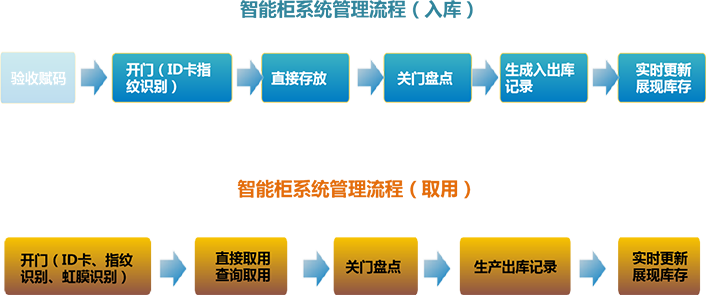 智能柜系统管理流程（入库）
验收赋码
开门（ID卡指
纹识别）
直接存放
关门盘点
生成入出库
记录
实时更新
展现库存
智能柜系统管理流程（取用）
开门（ID卡、指纹
识别、虹膜识别）
直接取用
查询取用
关门盘点
生产出库记录
实时更新
展现库存